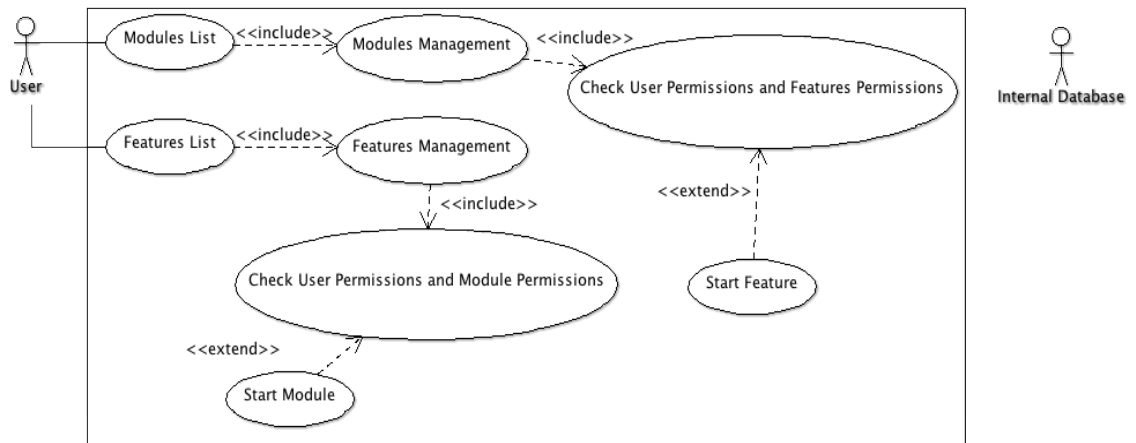 Modules List
<<include>>
Modules Management
<<include>>
Check User Permissions and Features Permissions
User
Internal Database
Features List
<<include>>
Features Management
<<extend>>
<<include>>
Check User Permissions and Module Permissions
Start Feature
<<extend>>
Start Module